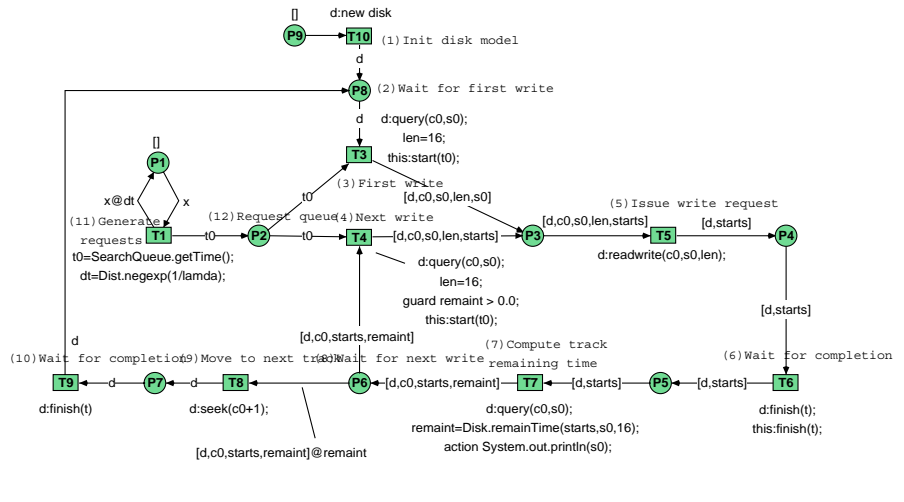 [] d:new disk
P9 T10
(1)Init disk model
d
P8 (2)Wait for first write
d d:query(c0,s0);
len=16;
this:start(t0);
T3
(3)First write
[]
P1
x@dt x
t0
[d,c0,s0,len,s0]
(11)Generate
requests
T1
t0=SearchQueue.getTime();
dt=Dist.negexp(1/lamda);
t0
(12)Request queue
P2
t0
(4)Next write
T4
[d,c0,s0,len,starts]
d:query(c0,s0);
len=16;
guard remaint > 0.0;
this:start(t0);
P3
[d,c0,s0,len,starts]
(5)Issue write request
T5
d:readwrite(c0,s0,len);
[d,starts]
P4
[d,starts]
(6)Wait for completion
T6
d:finish(t);
this:finish(t);
[d,starts]
P5
[d,starts]
(7)Compute track
remaining time
T7
d:query(c0,s0);
remaint=Disk.remainTime(starts,s0,16);
action System.out.println(s0);
[d,c0,starts,remaint]
(8)Wait for next write
P6
[d,c0,starts,remaint]
[d,c0,starts,remaint]@remaint
(9)Move to next track
T8
d:seek(c0+1);
d
P7
d
(10)Wait for completion
T9
d:finish(t)
d